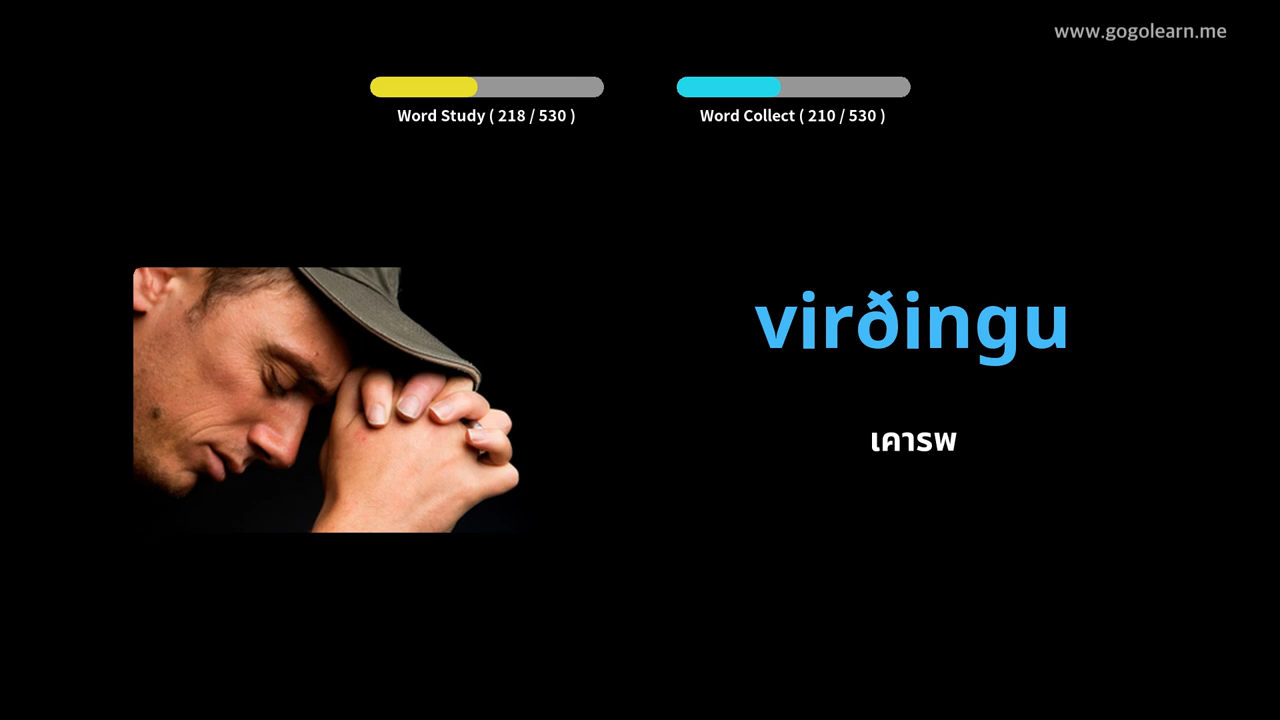 www.gogolearn.me
Word Study ( 218 / 530 )
Word Collect ( 210 / 530 )
virðingu
เคารพ